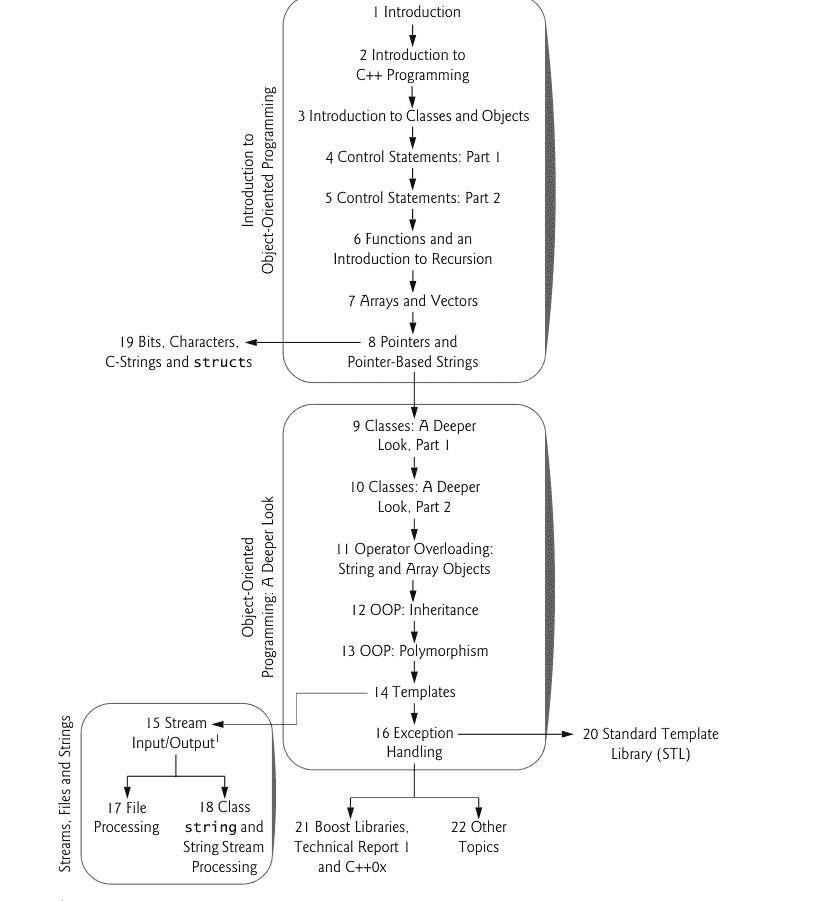 1 Introduction
2 Introduction to
C++ Programming
3 Introduction to Classes and Objects
4 Control Statements: Part 1
5 Control Statements: Part 2
6 Functions and an
Introduction to Recursion
7 Arrays and Vectors
8 Pointers and
Pointer-Based Strings
Introduction to
Object-Oriented Programming
19 Bits, Characters,
C-Strings and structs
9 Classes: A Deeper
Look, Part 1
10 Classes: A Deeper
Look, Part 2
11 Operator Overloading:
String and Array Objects
12 OOP: Inheritance
13 OOP: Polymorphism
14 Templates
16 Exception
Handling
Object-Oriented
Programming: A Deeper Look
20 Standard Template
Library (STL)
Streams, Files and Strings
15 Stream
Input/Output¹
17 File
Processing
18 Class
string and
String Stream
Processing
21 Boost Libraries,
Technical Report 1
and C++0x
22 Other
Topics